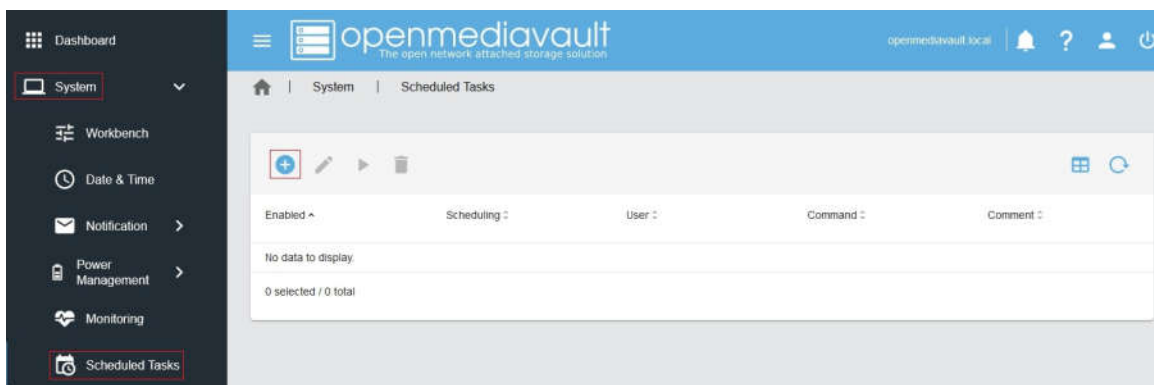 Dashboard
System
Workbench
Date & Time
Notification
Power
Management
Monitoring
Scheduled Tasks
openmediavault
The open network attached storage solution
openmediavault.local
| System | Scheduled Tasks
Enabled Scheduling User Command Comment
No data to display.
0 selected / 0 total